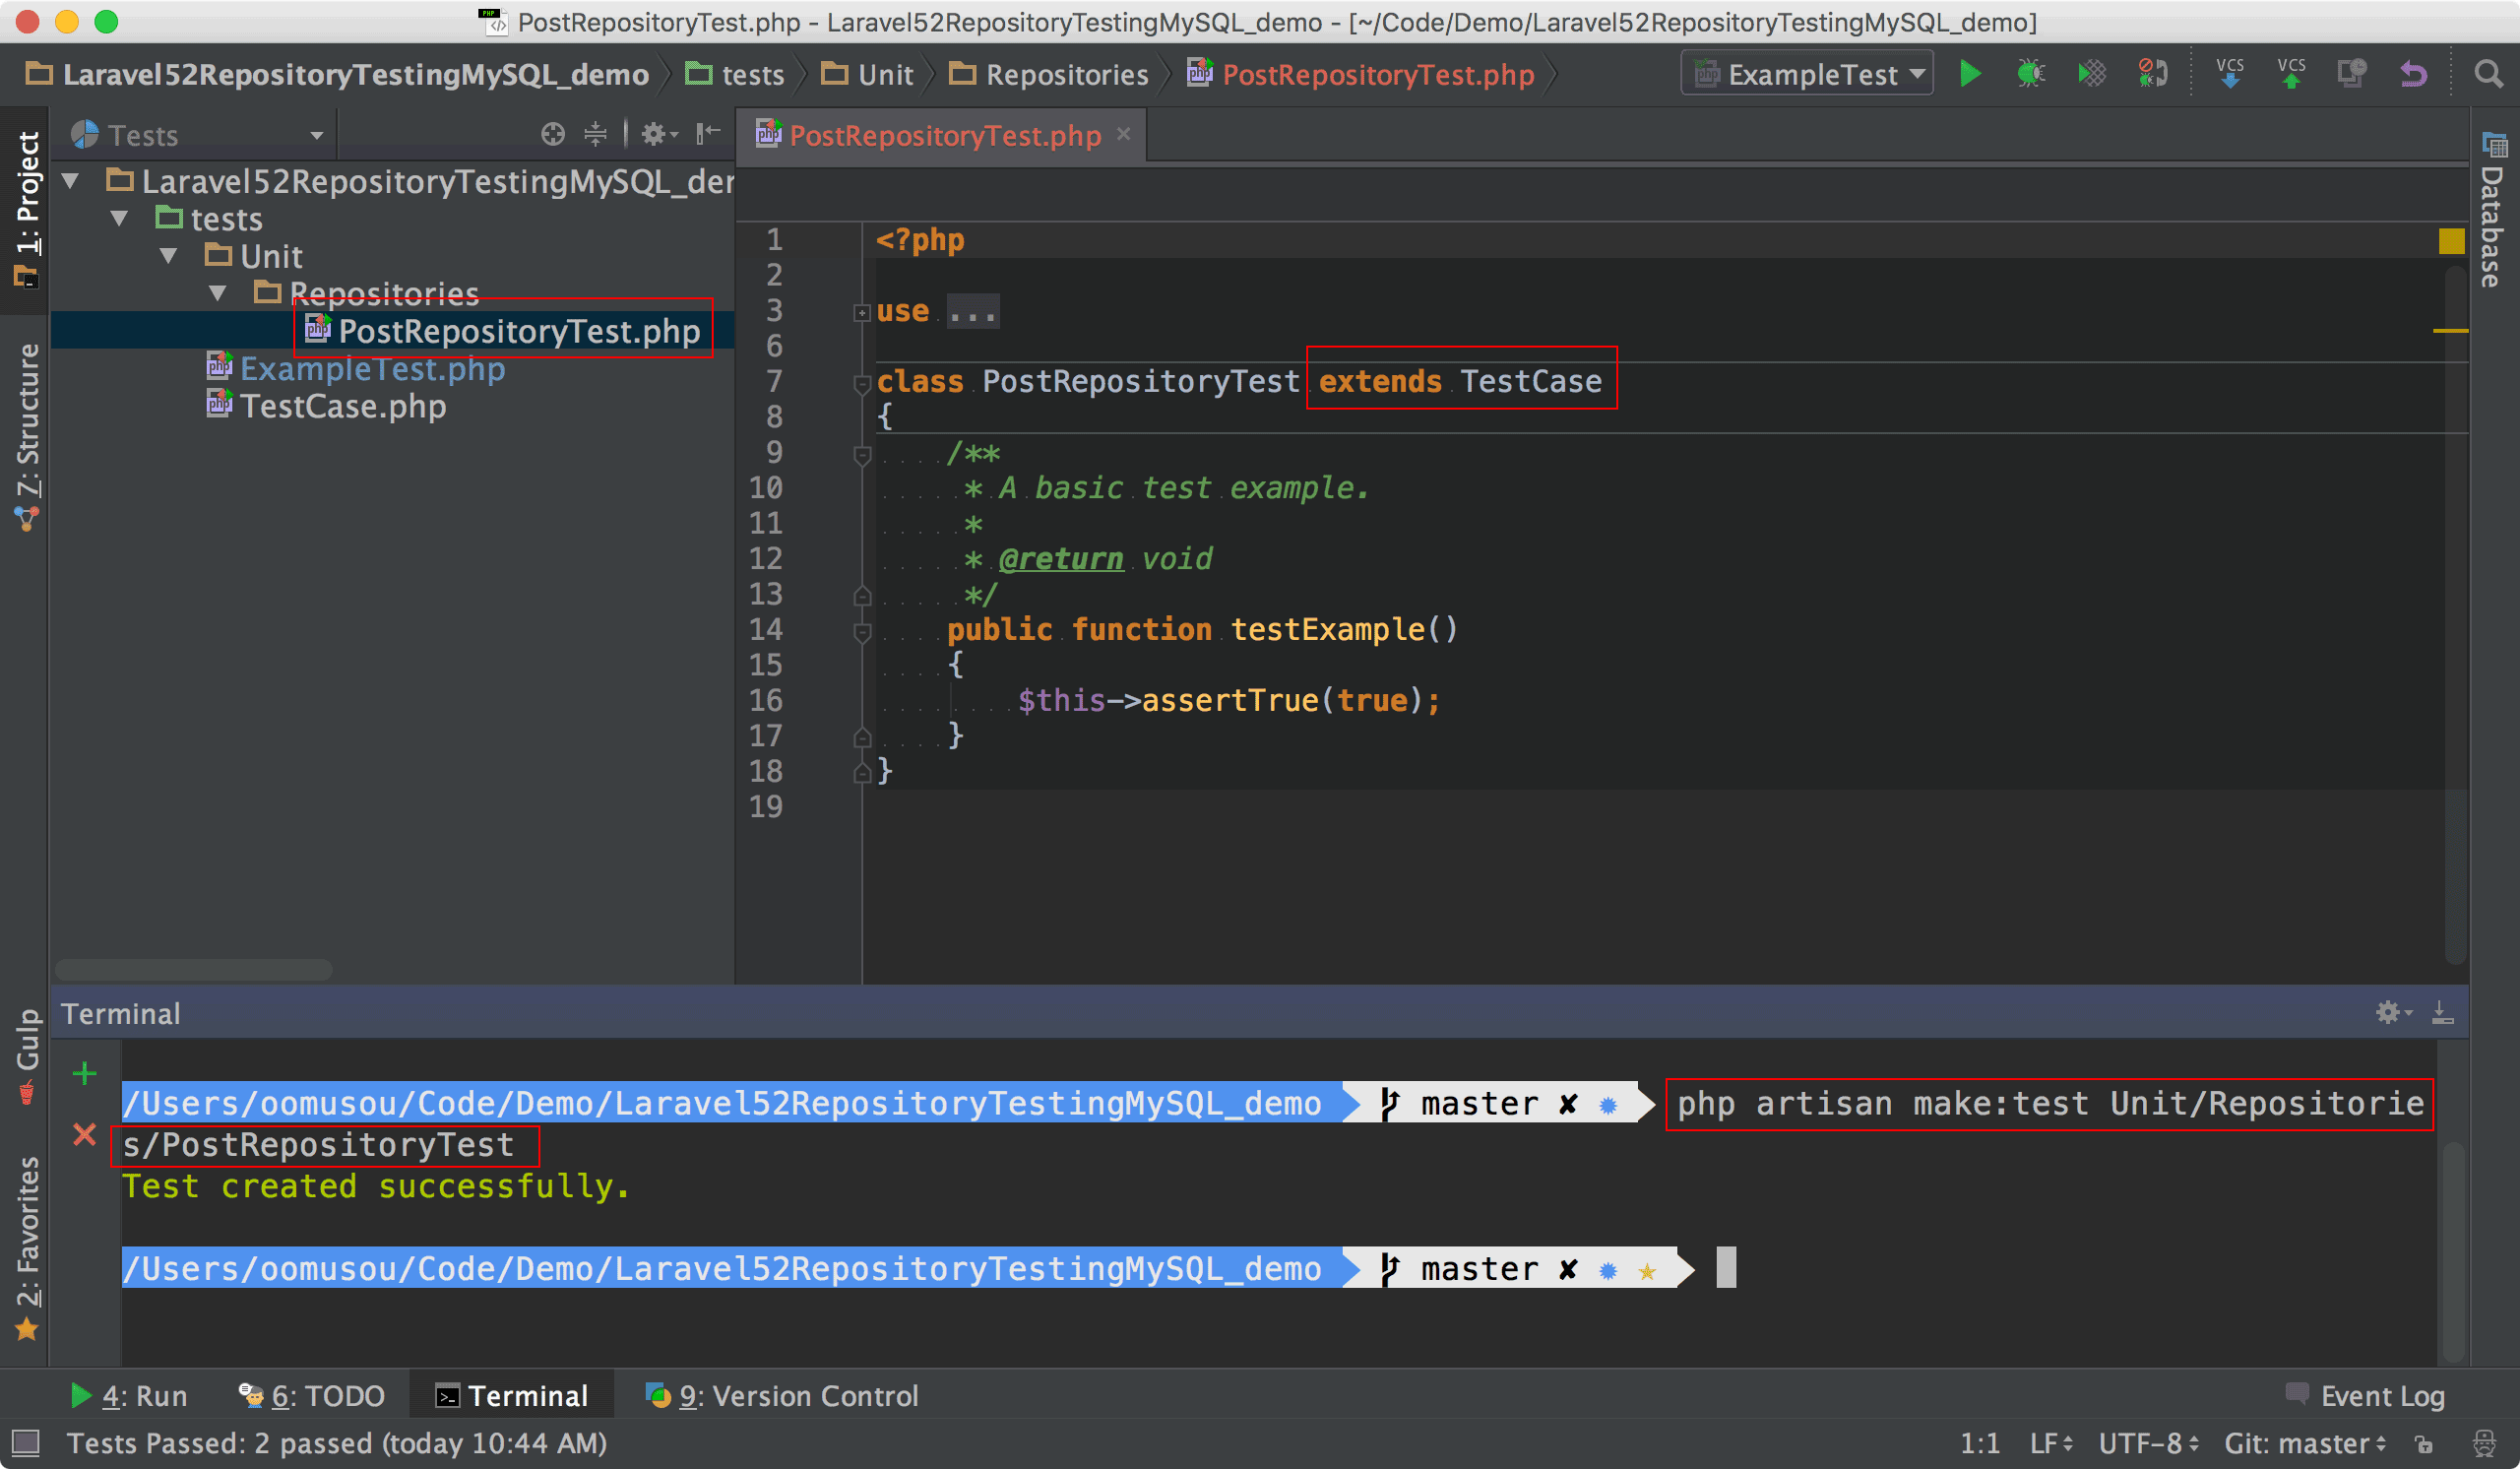 PostRepositoryTest.php - Laravel52RepositoryTestingMySQL_demo - [~/Code/Demo/Laravel52RepositoryTestingMySQL_demo]
Laravel52RepositoryTestingMySQL_demo tests Unit Repositories PostRepositoryTest.php ExampleTest VCS VCS
1: Project
7: Structure
Gulp
2: Favorites
Tests
Laravel52RepositoryTestingMySQL_der
tests
Unit
Repositories
PostRepositoryTest.php
ExampleTest.php
TestCase.php
PostRepositoryTest.php
1 <?php
2
3 use ...
6
7 class PostRepositoryTest extends TestCase
8 {
9 /**
10 * A basic test example.
11 *
12 * @return void
13 */
14 public function testExample()
15 {
16 $this->assertTrue(true);
17 }
18 }
19
Database
Terminal
/Users/oomusou/Code/Demo/Laravel52RepositoryTestingMySQL_demo master ✘ php artisan make:test Unit/Repositorie
s/PostRepositoryTest
Test created successfully.
/Users/oomusou/Code/Demo/Laravel52RepositoryTestingMySQL_demo master ✘
4: Run 6: TODO Terminal 9: Version Control Event Log
Tests Passed: 2 passed (today 10:44 AM) 1:1 LF UTF-8 Git: master